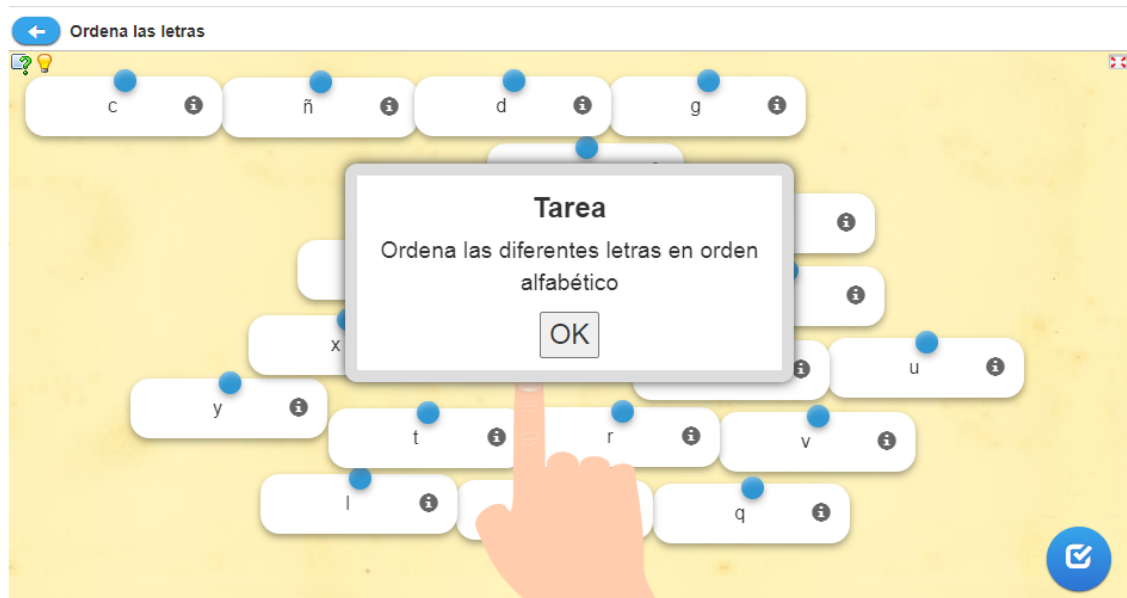 Ordena las letras
c
ñ
d
g
Tarea
Ordena las diferentes letras en orden
alfabético
OK
x
u
y
t
r
v
l
q